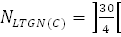 N_{LTGN(C)} = ]30/4[